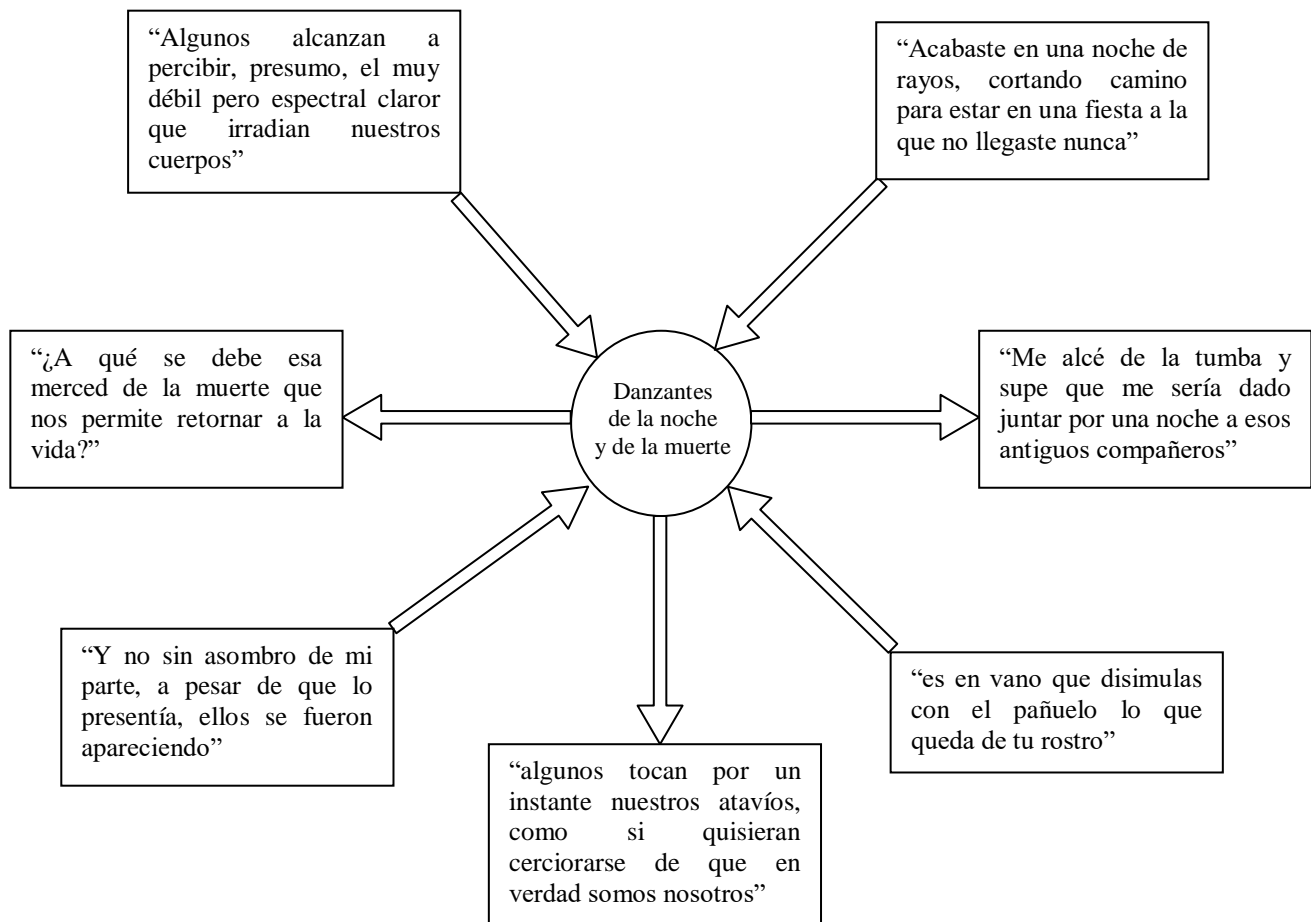 “Algunos alcanzan a
percibir, presumo, el muy
débil pero espectral claror
que irradian nuestros
cuerpos”
“Acabaste en una noche de
rayos, cortando camino
para estar en una fiesta a la
que no llegaste nunca”
“¿A qué se debe esa
merced de la muerte que
nos permite retornar a la
vida?”
Danzantes
de la noche
y de la muerte
“Me alcé de la tumba y
supe que me sería dado
juntar por una noche a esos
antiguos compañeros”
“Y no sin asombro de mi
parte, a pesar de que lo
presentía, ellos se fueron
apareciendo”
“algunos tocan por un
instante nuestros atavíos,
como si quisieran
cerciorarse de que en
verdad somos nosotros”
“es en vano que disimulas
con el pañuelo lo que
queda de tu rostro”